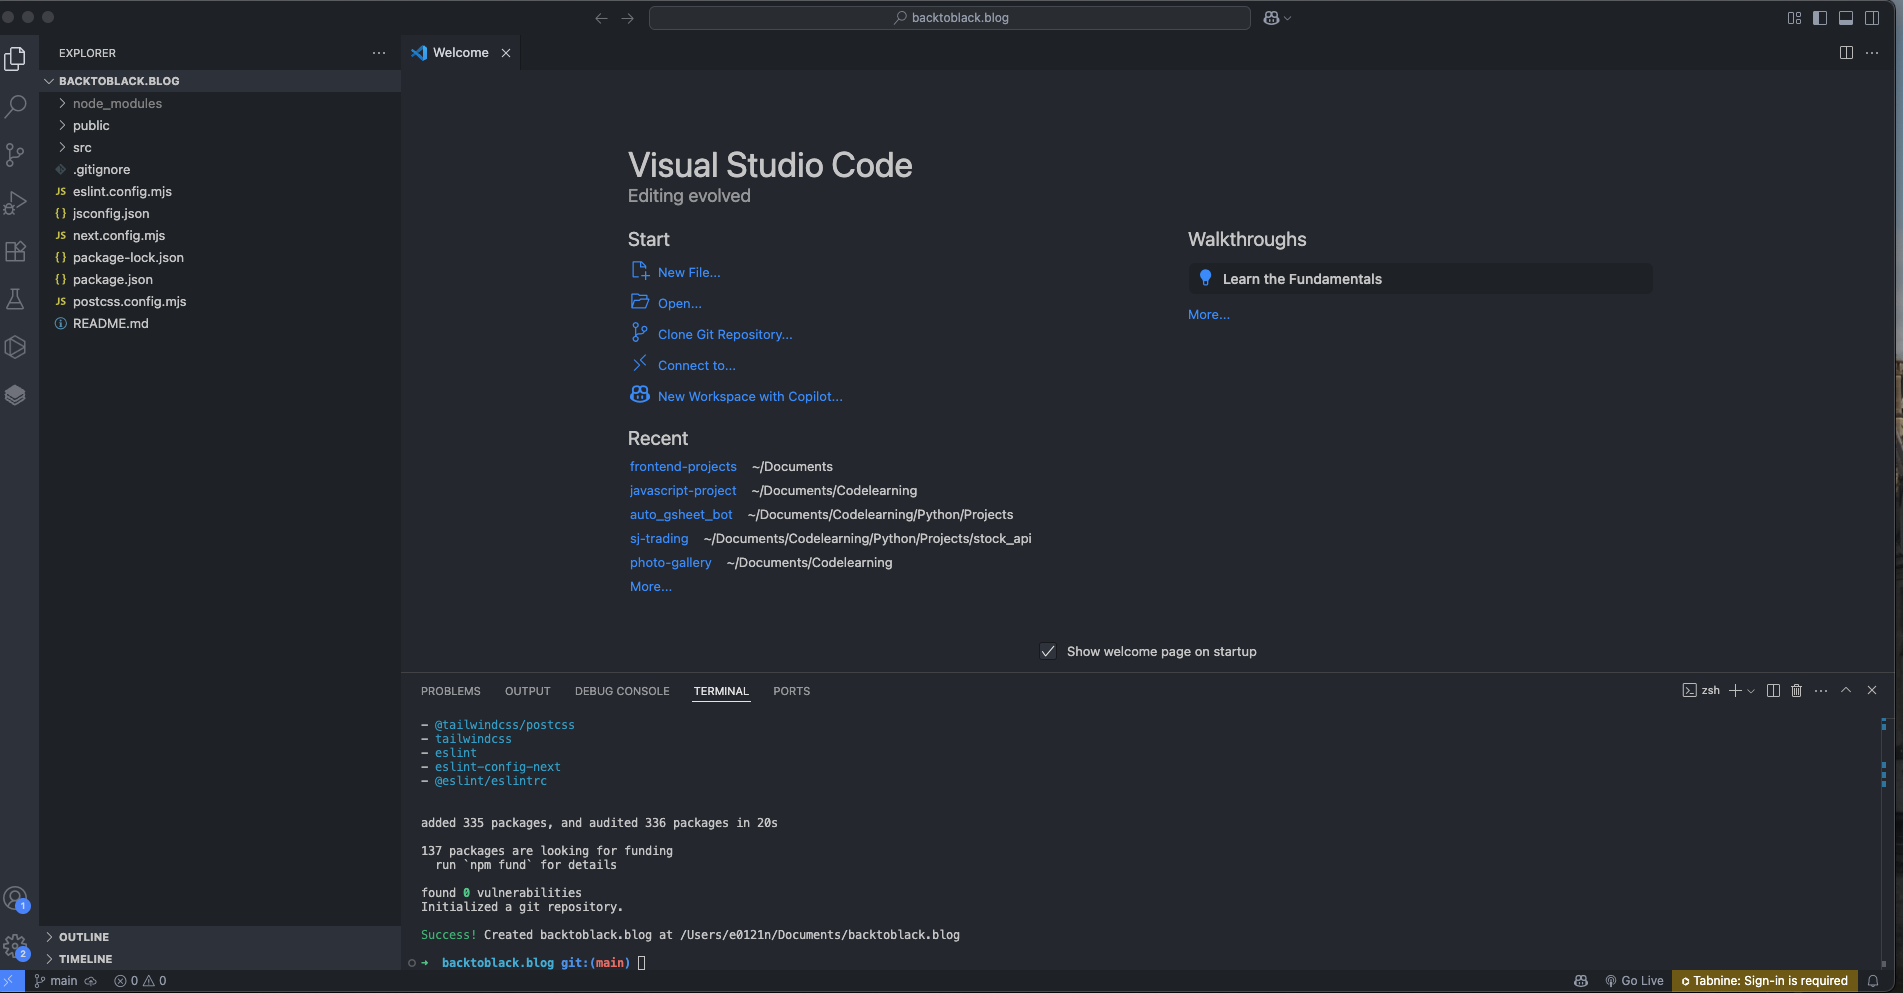 backtoblack.blog
EXPLORER
Welcome
BACKTOBLACK.BLOG
node_modules
public
src
.gitignore
JS eslint.config.mjs
{} jsconfig.json
JS next.config.mjs
{} package-lock.json
{} package.json
JS postcss.config.mjs
README.md
OUTLINE
TIMELINE
1
2
Visual Studio Code
Editing evolved
Start
New File...
Open...
Clone Git Repository...
Connect to...
New Workspace with Copilot...
Recent
frontend-projects ~/Documents
javascript-project ~/Documents/Codelearning
auto_gsheet_bot ~/Documents/Codelearning/Python/Projects
sj-trading ~/Documents/Codelearning/Python/Projects/stock_api
photo-gallery ~/Documents/Codelearning
More...
Walkthroughs
Learn the Fundamentals
More...
Show welcome page on startup
PROBLEMS OUTPUT DEBUG CONSOLE TERMINAL PORTS
zsh
- @tailwindcss/postcss
- tailwindcss
- eslint
- eslint-config-next
- @eslint/eslintrc
added 335 packages, and audited 336 packages in 20s
137 packages are looking for funding
run `npm fund` for details
found 0 vulnerabilities
Initialized a git repository.
Success! Created backtoblack.blog at /Users/e0121n/Documents/backtoblack.blog
➜ backtoblack.blog git:(main)
main 0 0
Go Live
Tabnine: Sign-in is required